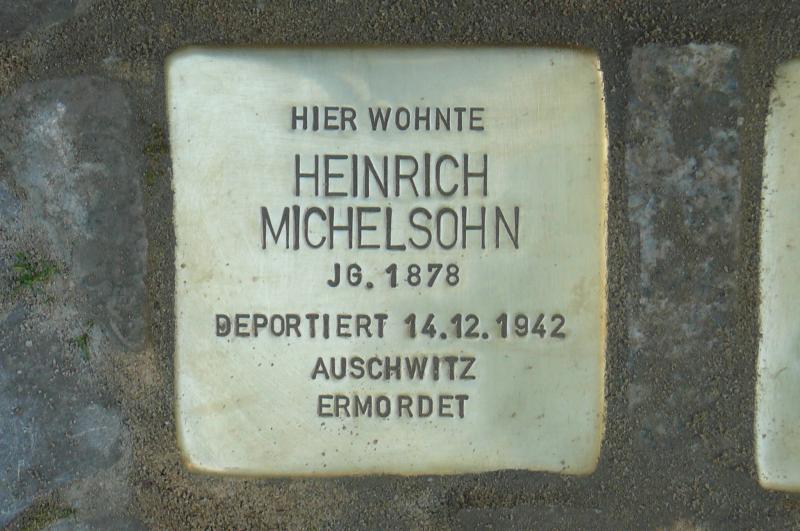 HIER WOHNTE
HEINRICH
MICHELSOHN
JG. 1878
DEPORTIERT 14.12.1942
AUSCHWITZ
ERMORDET